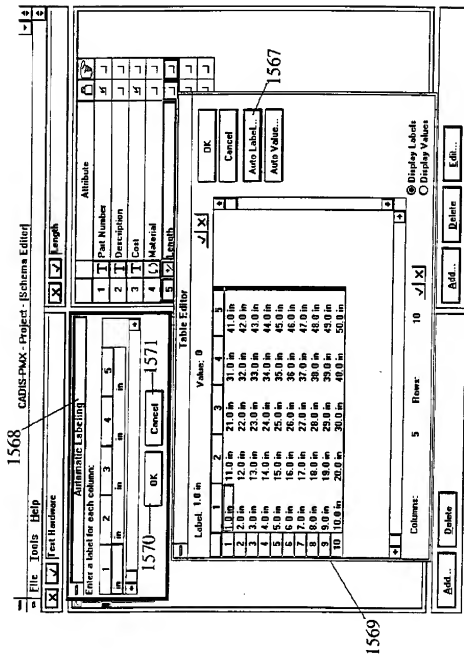 CADIS-PMX - Project - [Schema Editor]
File Tools Help
Test Hardware
Length
1568
Automatic Labeling
Enter a label for each column:
1 2 3 4 5
in in in in in
OK Cancel
1570
1571
Attribute
1 T Part Number
2 T Description
3 T Cost
4 Material
5 Length
Table Editor
Label: 1.0 in Value: 0
OK
Cancel
Auto Label...
Auto Value...
1567
1 2 3 4 5
1 1.0 in 11.0 in 21.0 in 31.0 in 41.0 in
2 2.0 in 12.0 in 22.0 in 32.0 in 42.0 in
3 3.0 in 13.0 in 23.0 in 33.0 in 43.0 in
4 4.0 in 14.0 in 24.0 in 34.0 in 44.0 in
5 5.0 in 15.0 in 25.0 in 35.0 in 45.0 in
6 6.0 in 16.0 in 26.0 in 36.0 in 46.0 in
7 7.0 in 17.0 in 27.0 in 37.0 in 47.0 in
8 8.0 in 18.0 in 28.0 in 38.0 in 48.0 in
9 9.0 in 19.0 in 29.0 in 39.0 in 49.0 in
10 10.0 in 20.0 in 30.0 in 40.0 in 50.0 in
Columns: 5 Rows: 10
Display Labels
Display Values
1569
Add... Delete
Add... Delete Edit...